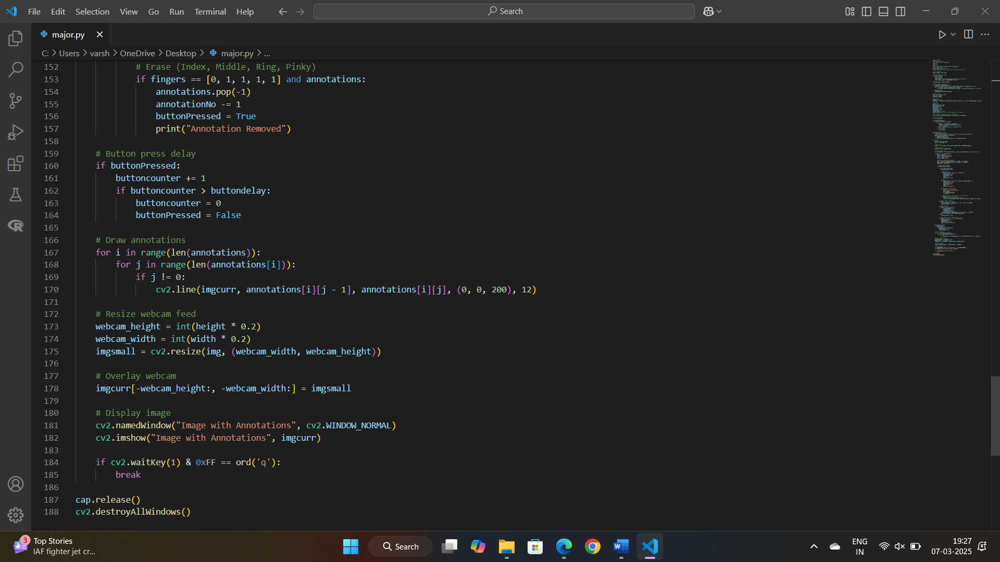 File Edit Selection View Go Run Terminal Help Search
major.py
C: Users varsh OneDrive Desktop major.py ...
152 # Erase (Index, Middle, Ring, Pinky)
153 if fingers == [0, 1, 1, 1, 1] and annotations:
154 annotations.pop(-1)
155 annotationNo -= 1
156 buttonPressed = True
157 print("Annotation Removed")
158
159 # Button press delay
160 if buttonPressed:
161 buttoncounter += 1
162 if buttoncounter > buttondelay:
163 buttoncounter = 0
164 buttonPressed = False
165
166 # Draw annotations
167 for i in range(len(annotations)):
168 for j in range(len(annotations[i])):
169 if j != 0:
170 cv2.line(imgcurr, annotations[i][j - 1], annotations[i][j], (0, 0, 200), 12)
171
172 # Resize webcam feed
173 webcam_height = int(height * 0.2)
174 webcam_width = int(width * 0.2)
175 imgsmall = cv2.resize(img, (webcam_width, webcam_height))
176
177 # Overlay webcam
178 imgcurr[-webcam_height:, -webcam_width:] = imgsmall
179
180 # Display image
181 cv2.namedWindow("Image with Annotations", cv2.WINDOW_NORMAL)
182 cv2.imshow("Image with Annotations", imgcurr)
183
184 if cv2.waitKey(1) & 0xFF == ord('q'):
185 break
186
187 cap.release()
188 cv2.destroyAllWindows()
3 Top Stories
IAF fighter jet cr...
Search
ENG
IN
19:27
07-03-2025